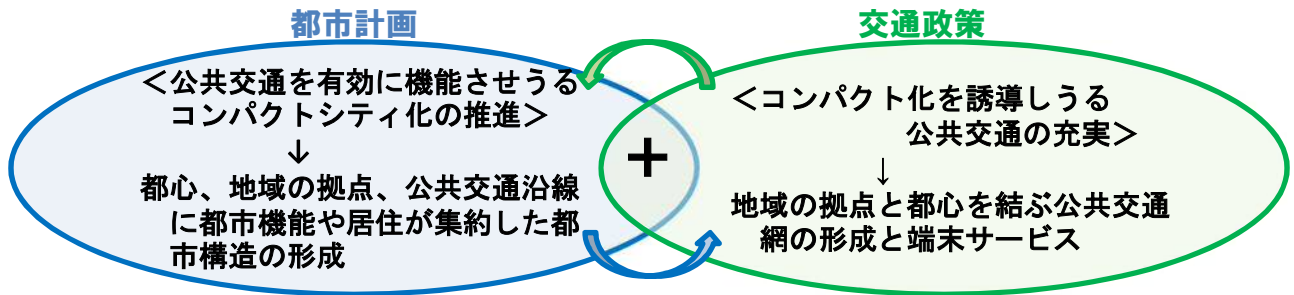 都市計画
＜公共交通を有効に機能させうる
コンパクトシティ化の推進＞
↓
都心、地域の拠点、公共交通沿線
に都市機能や居住が集約した都
市構造の形成
+
交通政策
＜コンパクト化を誘導しうる
公共交通の充実＞
↓
地域の拠点と都心を結ぶ公共交通
網の形成と端末サービス